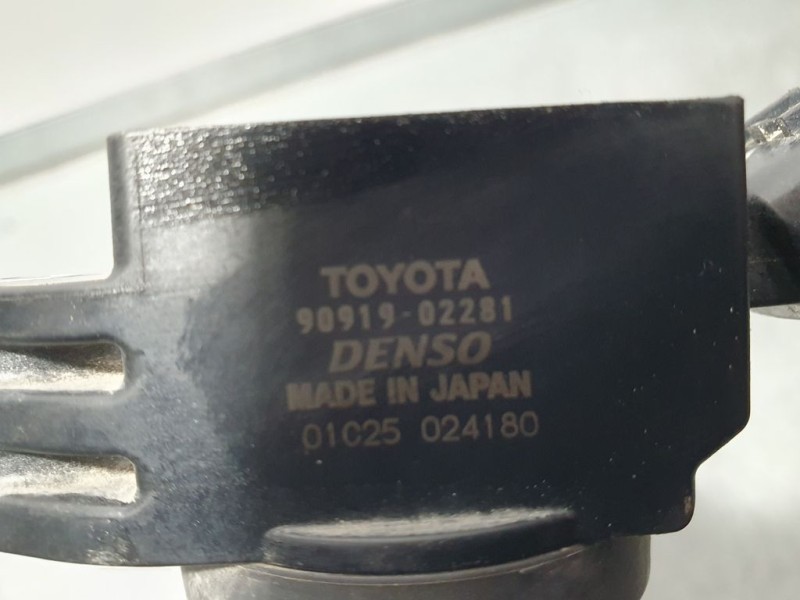 TOYOTA
90919-02281
DENSO
MADE IN JAPAN
01C25 024180